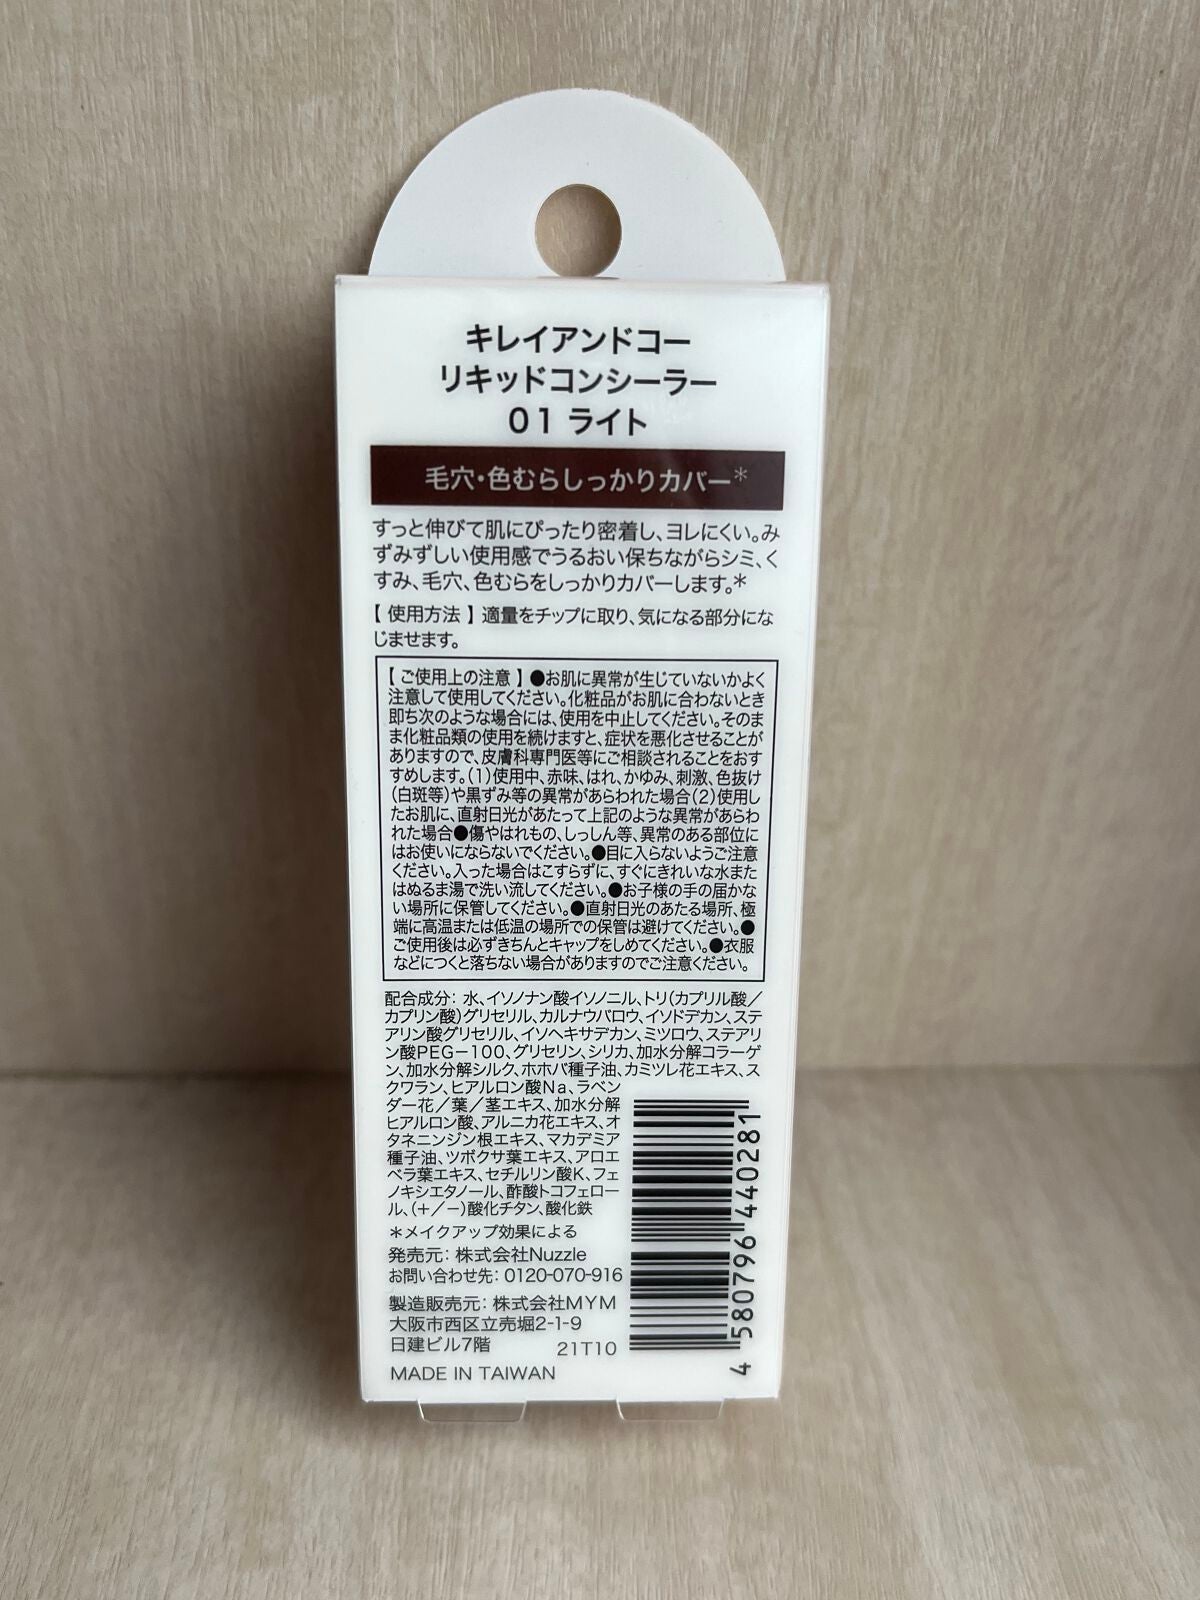 キレイアンドコー
リキッドコンシーラー
01 ライト
毛穴・色むらしっかりカバー＊
すっと伸びて肌にぴったり密着し、ヨレにくい。み
ずみずしい使用感でうるおい保ちながらシミ、く
すみ、毛穴、色むらをしっかりカバーします。＊
【 使用方法 】 適量をチップに取り、気になる部分にな
じませます。
【 ご使用上の注意 】 ●お肌に異常が生じていないかよく
注意して使用してください。化粧品がお肌に合わないとき
即ち次のような場合には、使用を中止してください。そのま
ま化粧品類の使用を続けますと、症状を悪化させることが
ありますので、皮膚科専門医等にご相談されることをおす
すめします。(1)使用中、赤味、はれ、かゆみ、刺激、色抜け
(白斑等)や黒ずみ等の異常があらわれた場合(2)使用し
たお肌に、直射日光があたって上記のような異常があらわ
れた場合●傷やはれもの、しっしん等、異常のある部位に
はお使いにならないでください。●目に入らないようご注意
ください。入った場合はこすらずに、すぐにきれいな水また
はぬるま湯で洗い流してください。●お子様の手の届かな
い場所に保管してください。●直射日光のあたる場所、極
端に高温または低温の場所での保管は避けてください。●
ご使用後は必ずきちんとキャップをしめてください。●衣服
などにつくと落ちない場合がありますのでご注意ください。
配合成分：水、イソノナン酸イソノニル、トリ(カプリル酸／
カプリン酸)グリセリル、カルナウバロウ、イソドデカン、ステ
アリン酸グリセリル、イソヘキサデカン、ミツロウ、ステアリ
ン酸PEG－100、グリセリン、シリカ、加水分解コラーゲ
ン、加水分解シルク、ホホバ種子油、カミツレ花エキス、ス
クワラン、ヒアルロン酸Na、ラベン
ダー花／葉／茎エキス、加水分解
ヒアルロン酸、アルニカ花エキス、オ
タネニンジン根エキス、マカデミア
種子油、ツボクサ葉エキス、アロエ
ベラ葉エキス、セチルリン酸K、フェ
ノキシエタノール、酢酸トコフェロー
ル、(＋／－)酸化チタン、酸化鉄
＊メイクアップ効果による
発売元：株式会社Nuzzle
お問い合わせ先：0120-070-916
製造販売元：株式会社MYM
大阪市西区立売堀2-1-9
日建ビル7階 21T10
MADE IN TAIWAN
4 580796 440281